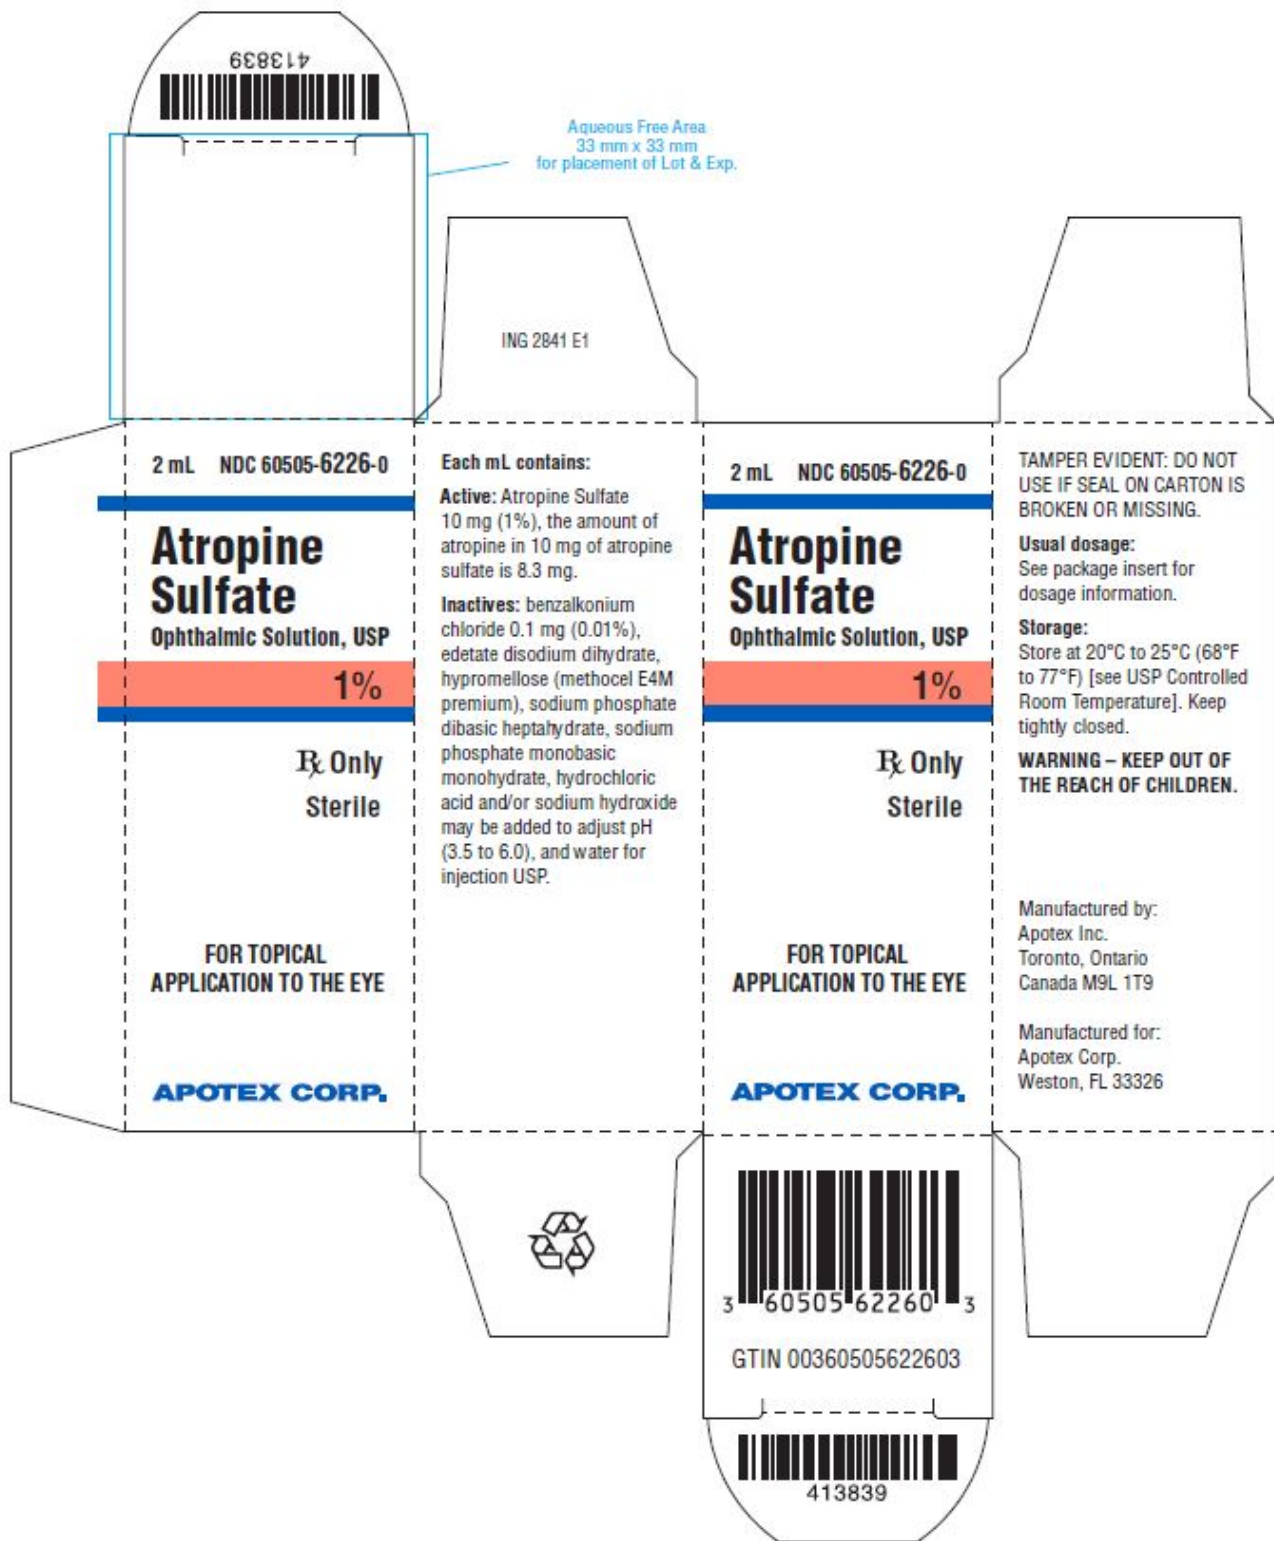 413839
Aqueous Free Area
33 mm x 33 mm
for placement of Lot & Exp.
ING 2841 E1
2 mL NDC 60505-6226-0
Atropine
Sulfate
Ophthalmic Solution, USP
1%
Rx Only
Sterile
FOR TOPICAL
APPLICATION TO THE EYE
APOTEX CORP.
Each mL contains:
Active: Atropine Sulfate
10 mg (1%), the amount of
atropine in 10 mg of atropine
sulfate is 8.3 mg.
Inactives: benzalkonium
chloride 0.1 mg (0.01%),
edetate disodium dihydrate,
hypromellose (methocel E4M
premium), sodium phosphate
dibasic heptahydrate, sodium
phosphate monobasic
monohydrate, hydrochloric
acid and/or sodium hydroxide
may be added to adjust pH
(3.5 to 6.0), and water for
injection USP.
2 mL NDC 60505-6226-0
Atropine
Sulfate
Ophthalmic Solution, USP
1%
Rx Only
Sterile
FOR TOPICAL
APPLICATION TO THE EYE
APOTEX CORP.
TAMPER EVIDENT: DO NOT
USE IF SEAL ON CARTON IS
BROKEN OR MISSING.
Usual dosage:
See package insert for
dosage information.
Storage:
Store at 20°C to 25°C (68°F
to 77°F) [see USP Controlled
Room Temperature]. Keep
tightly closed.
WARNING – KEEP OUT OF
THE REACH OF CHILDREN.
Manufactured by:
Apotex Inc.
Toronto, Ontario
Canada M9L 1T9
Manufactured for:
Apotex Corp.
Weston, FL 33326
3 60505 62260 3
GTIN 00360505622603
413839